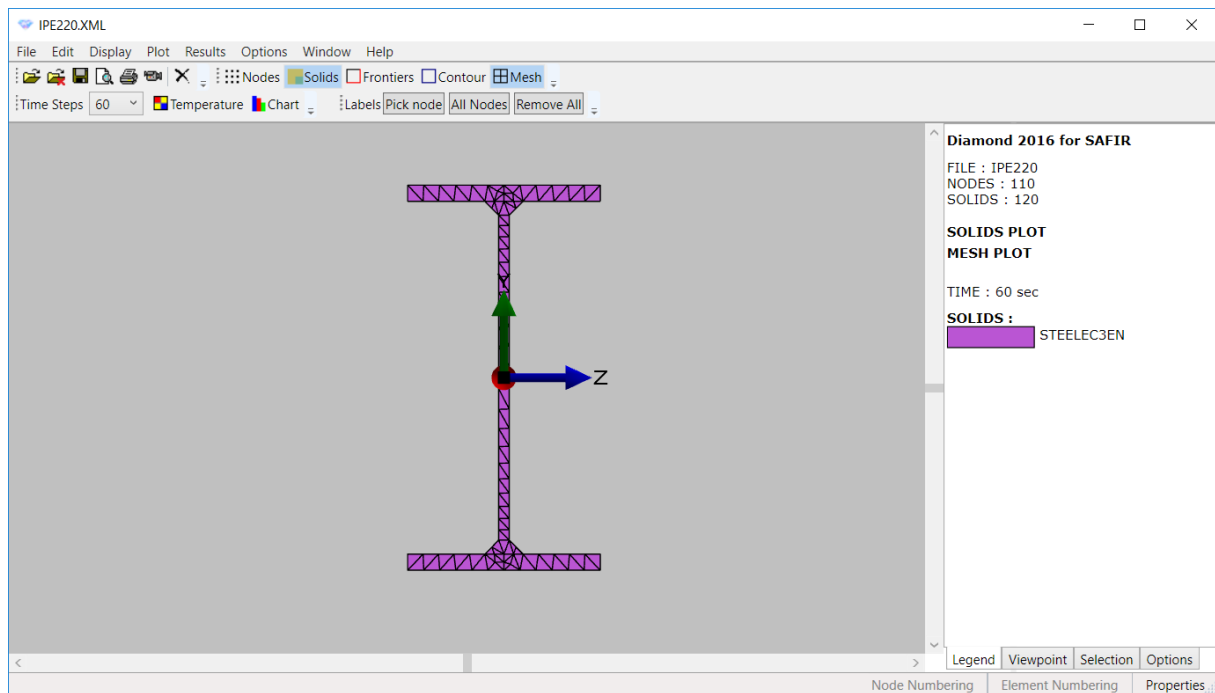 IPE220.XML
File Edit Display Plot Results Options Window Help
Nodes Solids Frontiers Contour Mesh
Time Steps 60 Temperature Chart Labels Pick node All Nodes Remove All
Y
Z
Diamond 2016 for SAFIR
FILE : IPE220
NODES : 110
SOLIDS : 120
SOLIDS PLOT
MESH PLOT
TIME : 60 sec
SOLIDS :
STEELEC3EN
Legend Viewpoint Selection Options
Node Numbering Element Numbering Properties